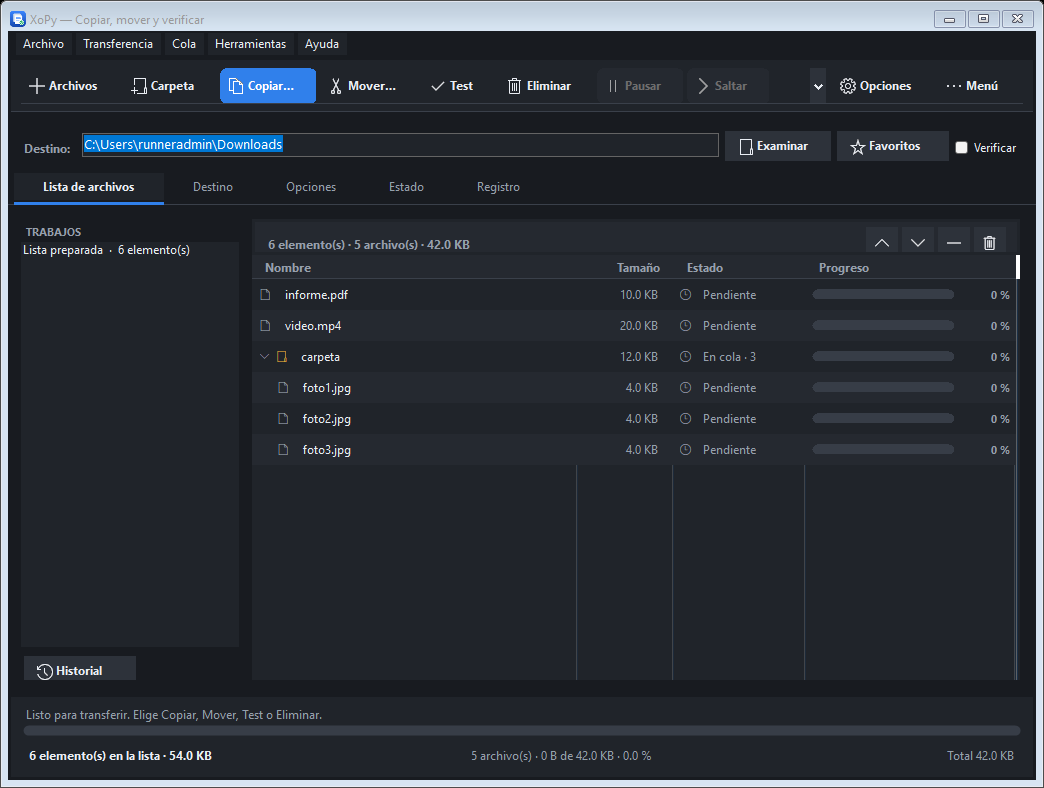 XoPy — Copiar, mover y verificar
Archivo Transferencia Cola Herramientas Ayuda
Archivos Carpeta Copiar... Mover... Test Eliminar Pausar Saltar Opciones ··· Menú
Destino: C:\Users\runneradmin\Downloads Examinar Favoritos Verificar
Lista de archivos Destino Opciones Estado Registro
TRABAJOS
Lista preparada · 6 elemento(s)
6 elemento(s) · 5 archivo(s) · 42.0 KB
Nombre Tamaño Estado Progreso
informe.pdf 10.0 KB Pendiente 0 %
video.mp4 20.0 KB Pendiente 0 %
carpeta 12.0 KB En cola · 3 0 %
foto1.jpg 4.0 KB Pendiente 0 %
foto2.jpg 4.0 KB Pendiente 0 %
foto3.jpg 4.0 KB Pendiente 0 %
Historial
Listo para transferir. Elige Copiar, Mover, Test o Eliminar.
6 elemento(s) en la lista · 54.0 KB 5 archivo(s) · 0 B de 42.0 KB · 0.0 % Total 42.0 KB